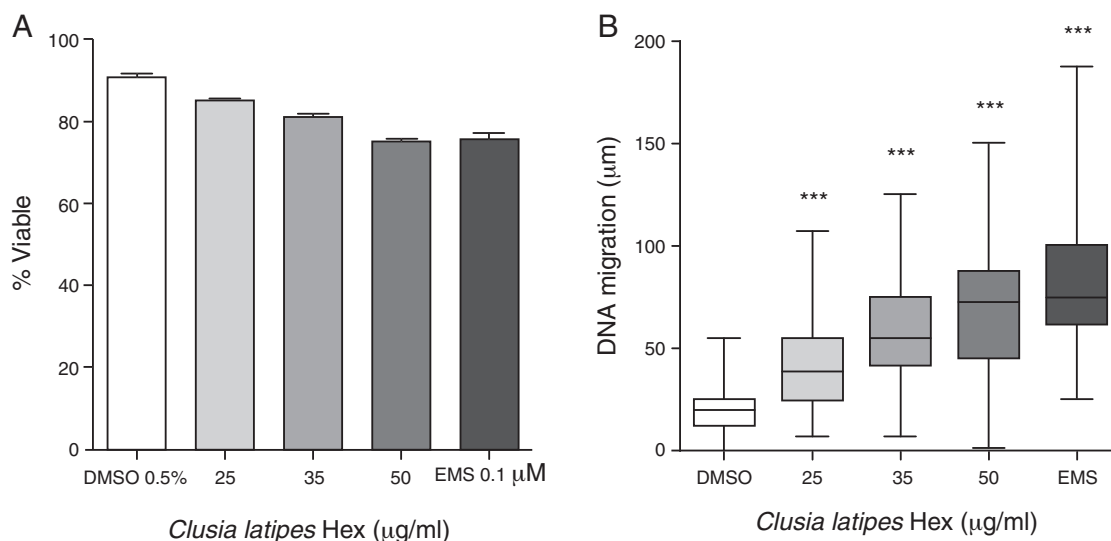 A
% Viable
100
80
60
40
20
0
DMSO 0.5% 25 35 50 EMS 0.1 μM
Clusia latipes Hex (μg/ml)
B
DNA migration (μm)
200
150
100
50
0
***
***
***
***
DMSO 25 35 50 EMS
Clusia latipes Hex (μg/ml)